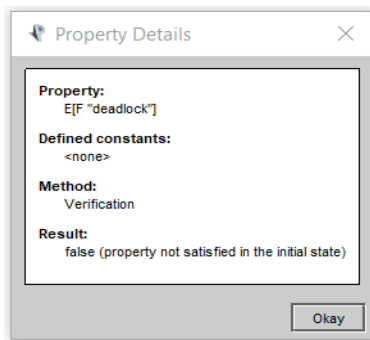 Property Details
Property:
E[F "deadlock"]
Defined constants:
<none>
Method:
Verification
Result:
false (property not satisfied in the initial state)
Okay